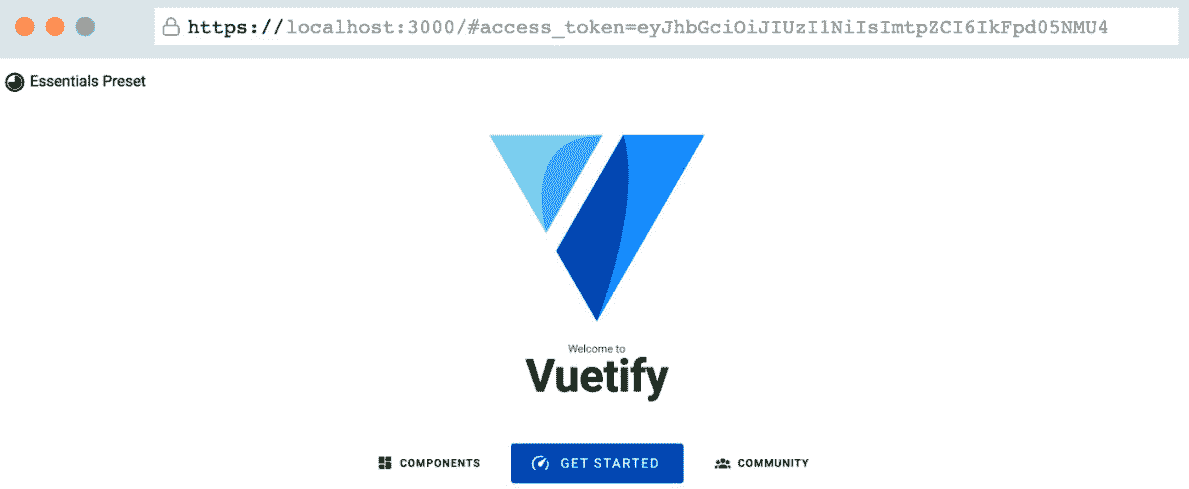 https://localhost:3000/#access_token=eyJhbGciOiJIUzI1NiIsImtpZCI6IkFpd05NMU4
Essentials Preset
Welcome to
Vuetify
COMPONENTS
GET STARTED
COMMUNITY